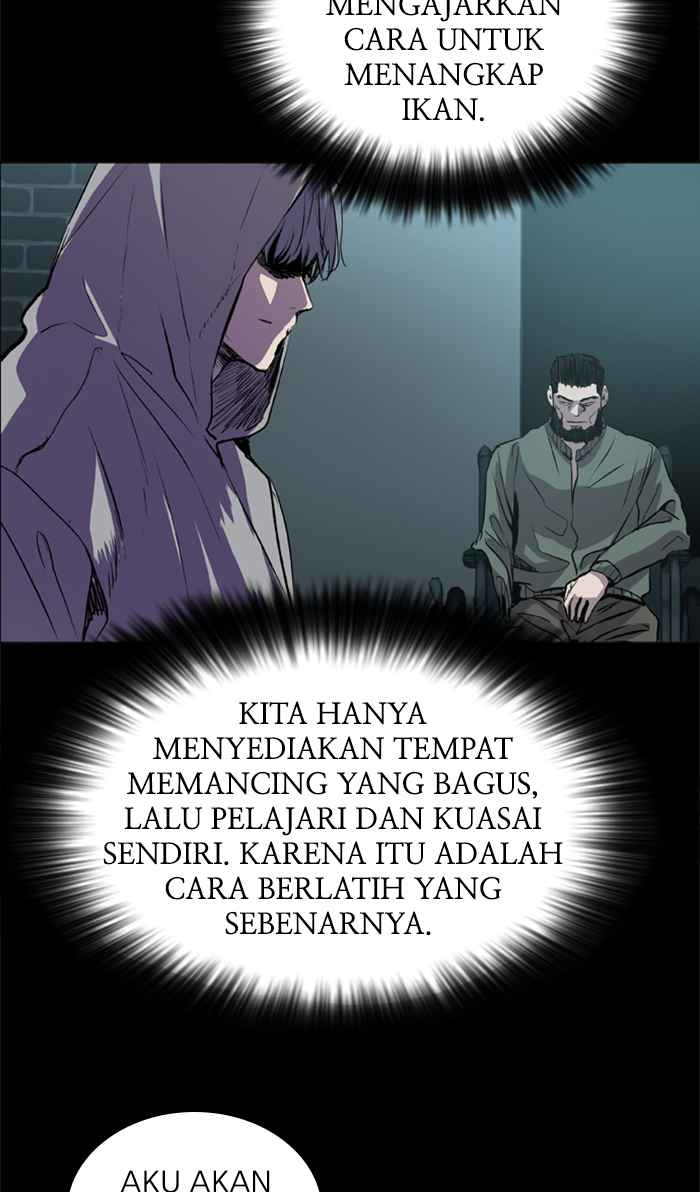 MENGAJARKAN
CARA UNTUK
MENANGKAP
IKAN.
KITA HANYA
MENYEDIAKAN TEMPAT
MEMANCING YANG BAGUS,
LALU PELAJARI DAN KUASAI
SENDIRI. KARENA ITU ADALAH
CARA BERLATIH YANG
SEBENARNYA.
AKU AKAN